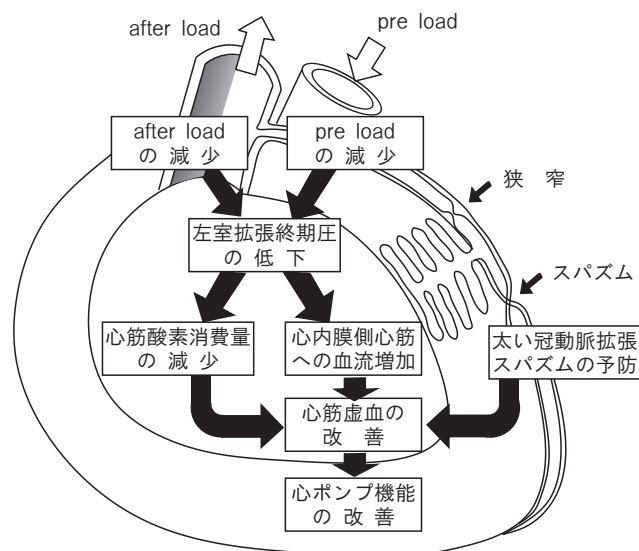 after load
pre load
after load
の 減 少
pre load
の 減 少
狭 窄
左室拡張終期圧
の 低 下
スパズム
心筋酸素消費量
の 減 少
心内膜側心筋
への血流増加
太い冠動脈拡張
スパズムの予防
心筋虚血の
改 善
心ポンプ機能
の 改 善